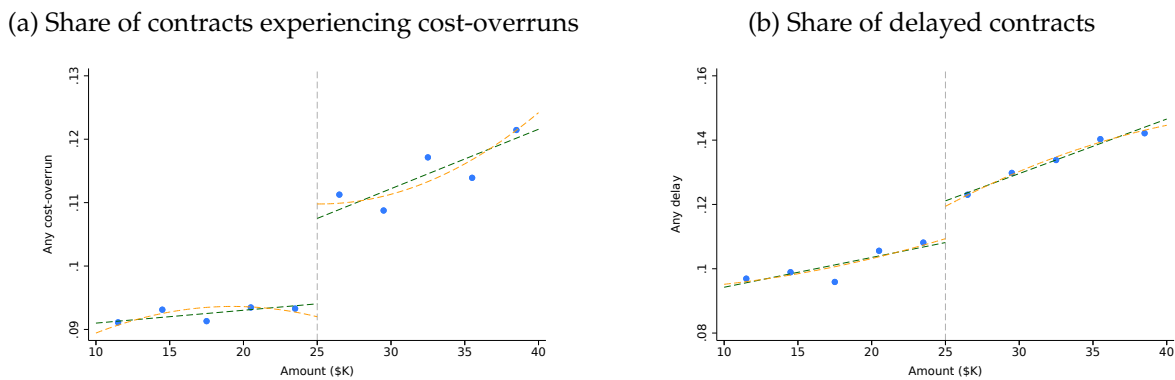 (a) Share of contracts experiencing cost-overruns
Any cost-overrun
.13
.12
.11
.1
.09
10 15 20 25 30 35 40
Amount ($K)
(b) Share of delayed contracts
Any delay
.16
.14
.12
.1
.08
10 15 20 25 30 35 40
Amount ($K)